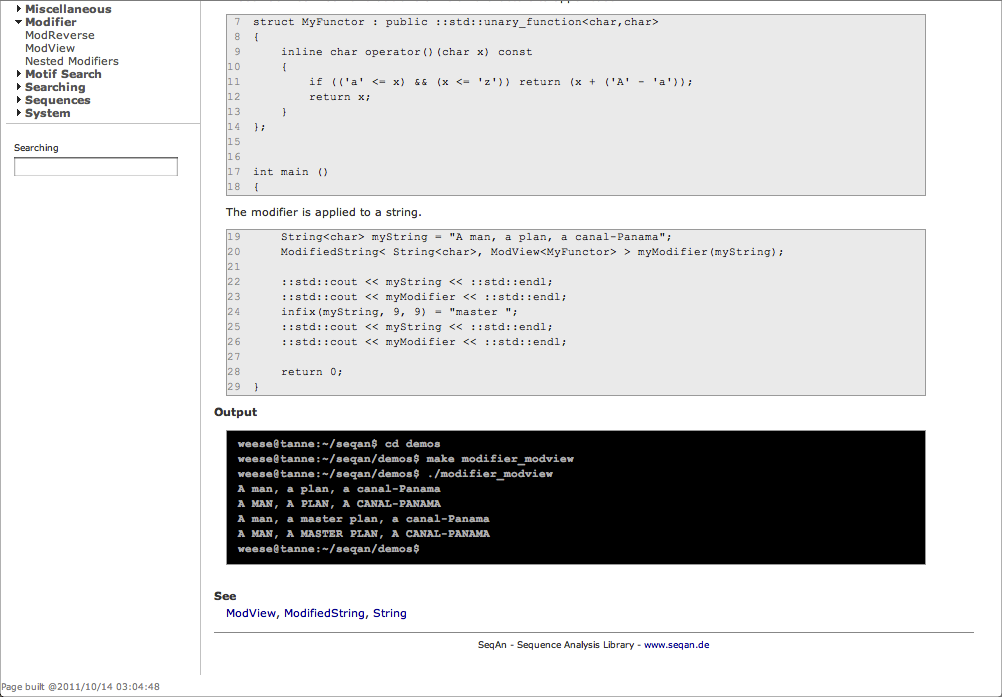 Miscellaneous
Modifier
ModReverse
ModView
Nested Modifiers
Motif Search
Searching
Sequences
System
Searching
7 struct MyFunctor : public ::std::unary_function<char,char>
8 {
9     inline char operator()(char x) const
10     {
11         if (('a' <= x) && (x <= 'z')) return (x + ('A' - 'a'));
12         return x;
13     }
14 };
15
16
17 int main ()
18 {
The modifier is applied to a string.
19     String<char> myString = "A man, a plan, a canal-Panama";
20     ModifiedString< String<char>, ModView<MyFunctor> > myModifier(myString);
21
22     ::std::cout << myString << ::std::endl;
23     ::std::cout << myModifier << ::std::endl;
24     infix(myString, 9, 9) = "master ";
25     ::std::cout << myString << ::std::endl;
26     ::std::cout << myModifier << ::std::endl;
27
28     return 0;
29 }
Output
weese@tanne:~/seqan$ cd demos
weese@tanne:~/seqan/demos$ make modifier_modview
weese@tanne:~/seqan/demos$ ./modifier_modview
A man, a plan, a canal-Panama
A MAN, A PLAN, A CANAL-PANAMA
A man, a master plan, a canal-Panama
A MAN, A MASTER PLAN, A CANAL-PANAMA
weese@tanne:~/seqan/demos$
See
ModView, ModifiedString, String
SeqAn - Sequence Analysis Library - www.seqan.de
Page built @2011/10/14 03:04:48